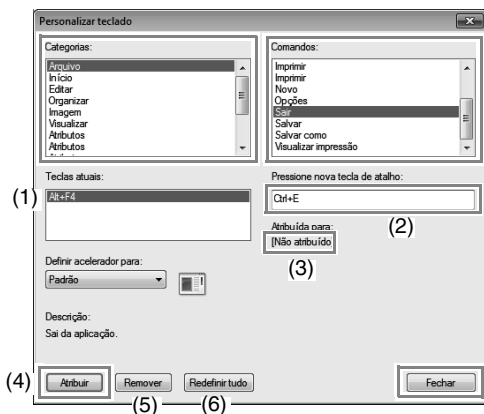 Personalizar teclado
Categorias:
Arquivo
Início
Editar
Organizar
Imagem
Visualizar
Atributos
Atributos
Comandos:
Imprimir
Imprimir
Novo
Opções
Sair
Salvar
Salvar como
Visualizar impressão
Teclas atuais:
(1)
Alt+F4
Pressione nova tecla de atalho:
Ctrl+E
(2)
Atribuída para:
[Não atribuído
(3)
Definir acelerador para:
Padrão
Descrição:
Sai da aplicação.
(4)
Atribuir
Remover
Redefinir tudo
Fechar
(5)
(6)